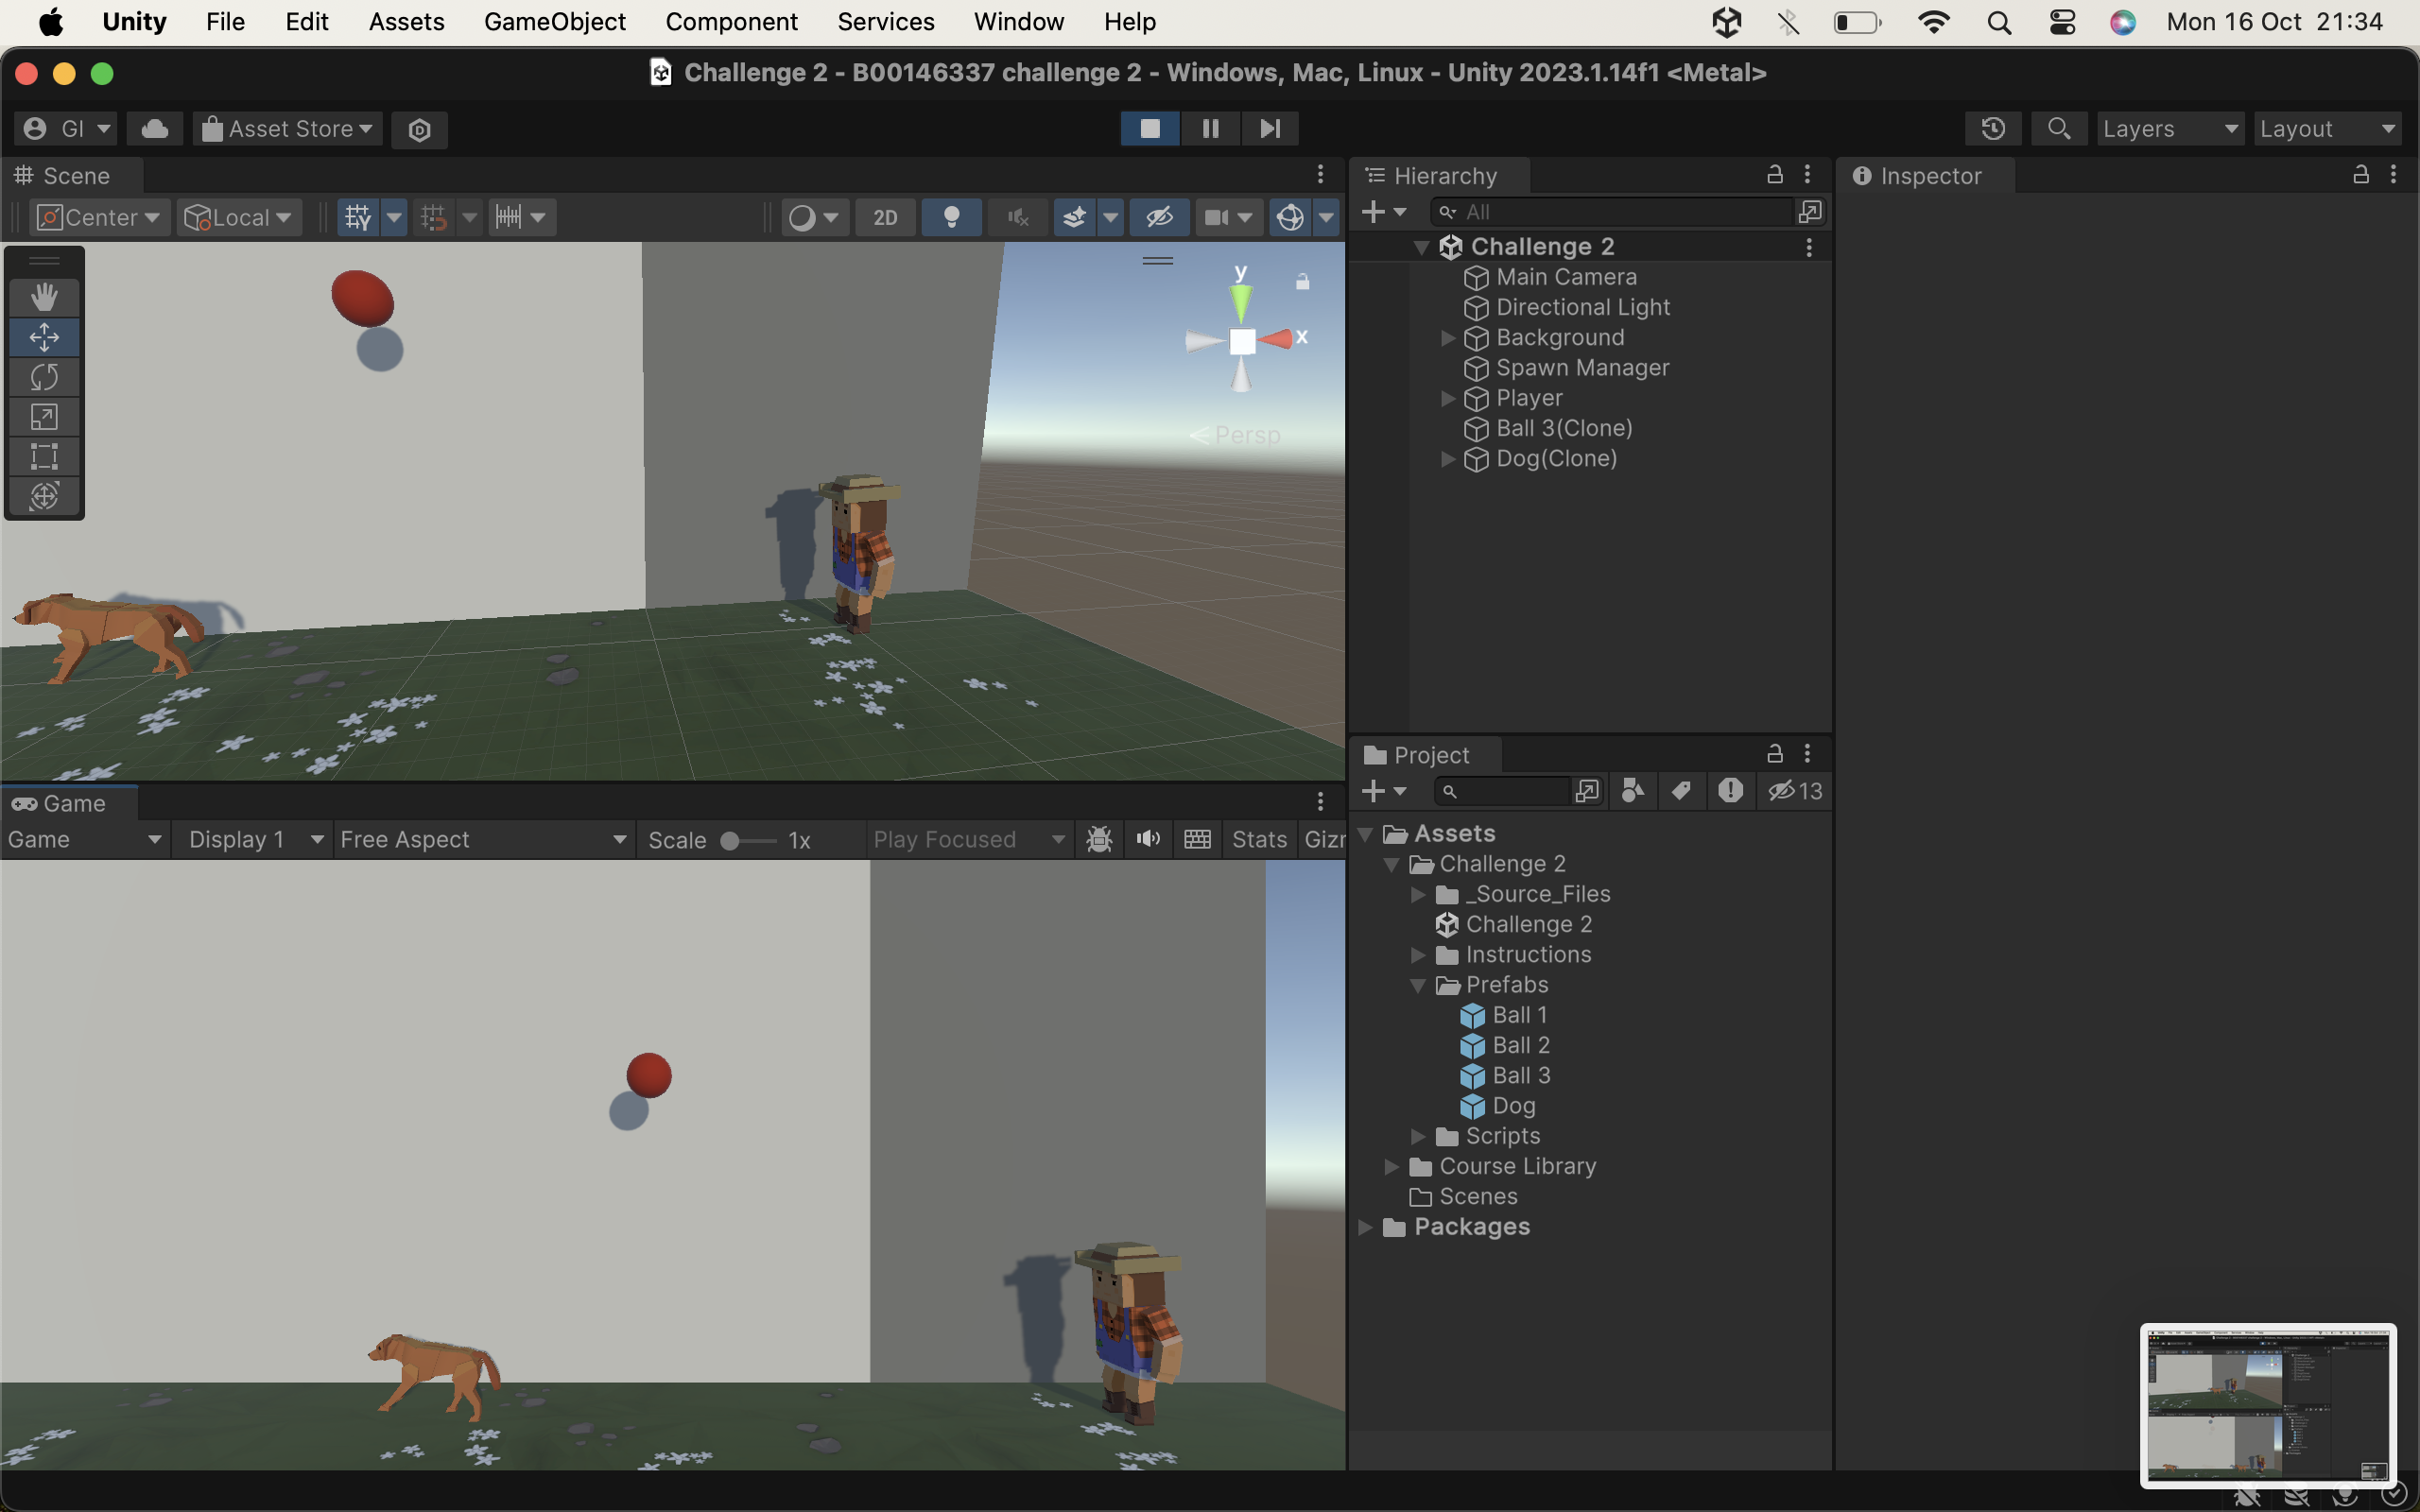 Unity File Edit Assets GameObject Component Services Window Help Mon 16 Oct 21:34
Challenge 2 - B00146337 challenge 2 - Windows, Mac, Linux - Unity 2023.1.14f1 <Metal>
GI Asset Store Layers Layout
Scene
Center Local 2D
y
x
Persp
Game
Game Display 1 Free Aspect Scale 1x Play Focused Stats Giz
Hierarchy
All
Challenge 2
Main Camera
Directional Light
Background
Spawn Manager
Player
Ball 3(Clone)
Dog(Clone)
Project
13
Assets
Challenge 2
_Source_Files
Challenge 2
Instructions
Prefabs
Ball 1
Ball 2
Ball 3
Dog
Scripts
Course Library
Scenes
Packages
Inspector